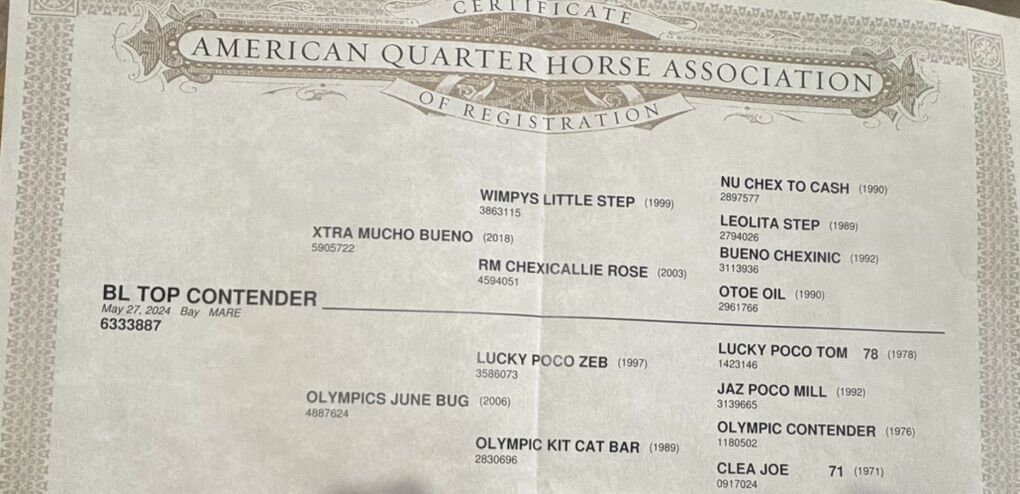 CERTIFICATE
AMERICAN QUARTER HORSE ASSOCIATION
OF REGISTRATION
NU CHEX TO CASH (1990)
2897577
WIMPYS LITTLE STEP (1999)
3863115
LEOLITA STEP (1989)
2794026
XTRA MUCHO BUENO (2018)
5905722
BUENO CHEXINIC (1992)
3113936
RM CHEXICALLIE ROSE (2003)
4594051
OTOE OIL (1990)
2961766
BL TOP CONTENDER
May 27, 2024 Bay MARE
6333887
LUCKY POCO TOM 78 (1978)
1423146
LUCKY POCO ZEB (1997)
3586073
JAZ POCO MILL (1992)
3139665
OLYMPICS JUNE BUG (2006)
4887624
OLYMPIC CONTENDER (1976)
1180502
OLYMPIC KIT CAT BAR (1989)
2830696
CLEA JOE 71 (1971)
0917024